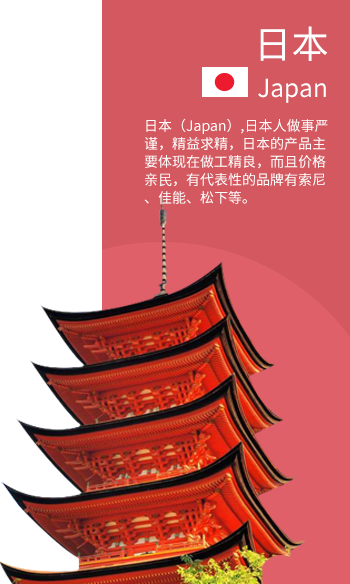 日本
Japan
日本（Japan）,日本人做事严
谨，精益求精，日本的产品主
要体现在做工精良，而且价格
亲民，有代表性的品牌有索尼
、佳能、松下等。